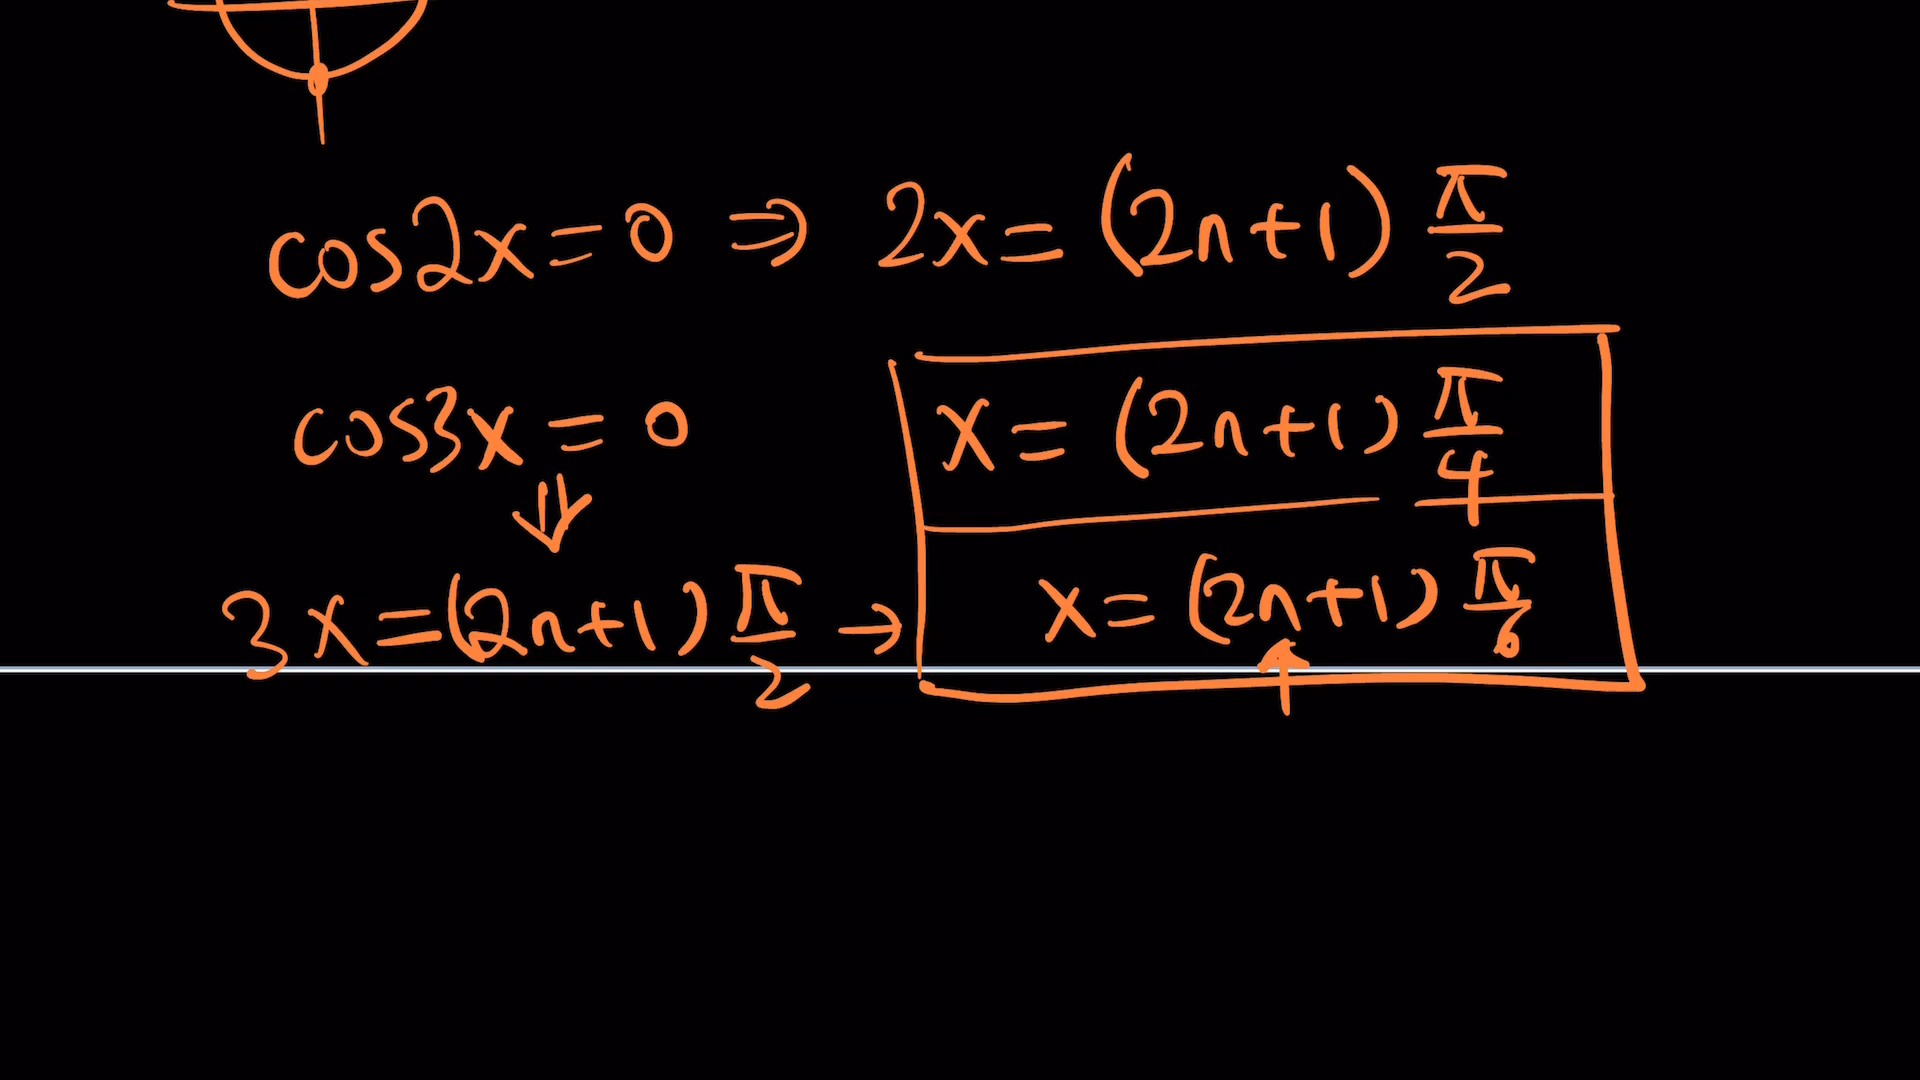 cos2x=0 ⇒ 2x=(2n+1) π/2
cos3x=0
x=(2n+1) π/4
⇓
3x=(2n+1) π/2 → x=(2n+1) π/6
↑